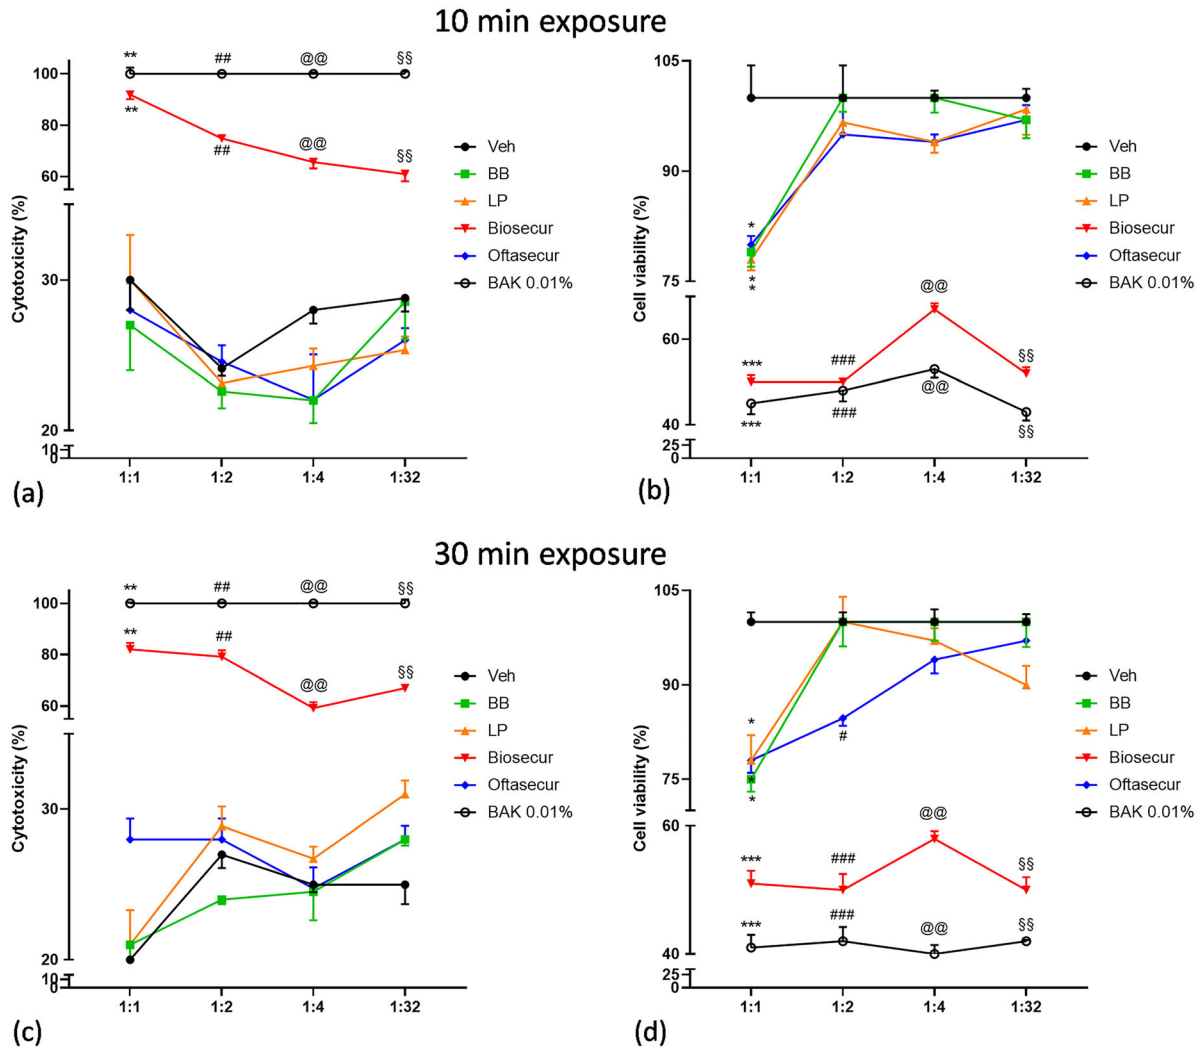 10 min exposure
** ## @@ §§
100
**
80
## @@ §§
60
Cytotoxicity (%)
30
20
10
0
1:1 1:2 1:4 1:32
(a)
Veh
BB
LP
Biosecur
Oftasecur
BAK 0.01%
105
90
*
75
*
*
@@
Cell viability (%)
60
*** ### §§
@@
40
*** ### §§
25
0
1:1 1:2 1:4 1:32
(b)
Veh
BB
LP
Biosecur
Oftasecur
BAK 0.01%
30 min exposure
** ## @@ §§
100
** ##
80
@@ §§
60
Cytotoxicity (%)
30
20
10
0
1:1 1:2 1:4 1:32
(c)
Veh
BB
LP
Biosecur
Oftasecur
BAK 0.01%
105
90
*
#
75
*
*
Cell viability (%)
60
@@
*** ### §§
*** ### @@ §§
40
25
0
1:1 1:2 1:4 1:32
(d)
Veh
BB
LP
Biosecur
Oftasecur
BAK 0.01%